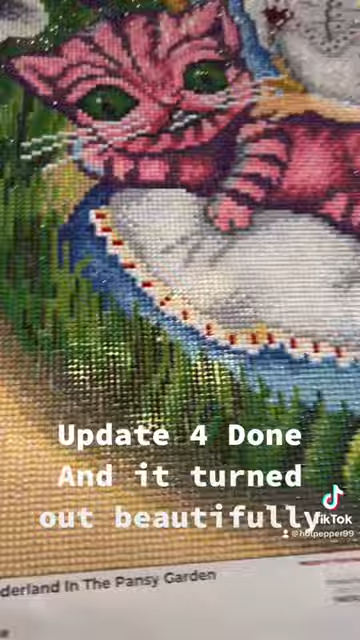 Update 4 Done
And it turned
out beautifully
TikTok
@hotpepper99
derland In The Pansy Garden